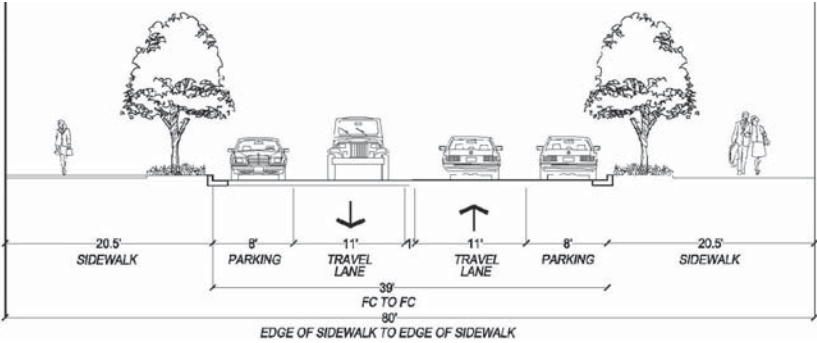 20.5' 8' 11' 1' 11' 8' 20.5'
SIDEWALK PARKING TRAVEL LANE TRAVEL LANE PARKING SIDEWALK
39'
FC TO FC
80'
EDGE OF SIDEWALK TO EDGE OF SIDEWALK